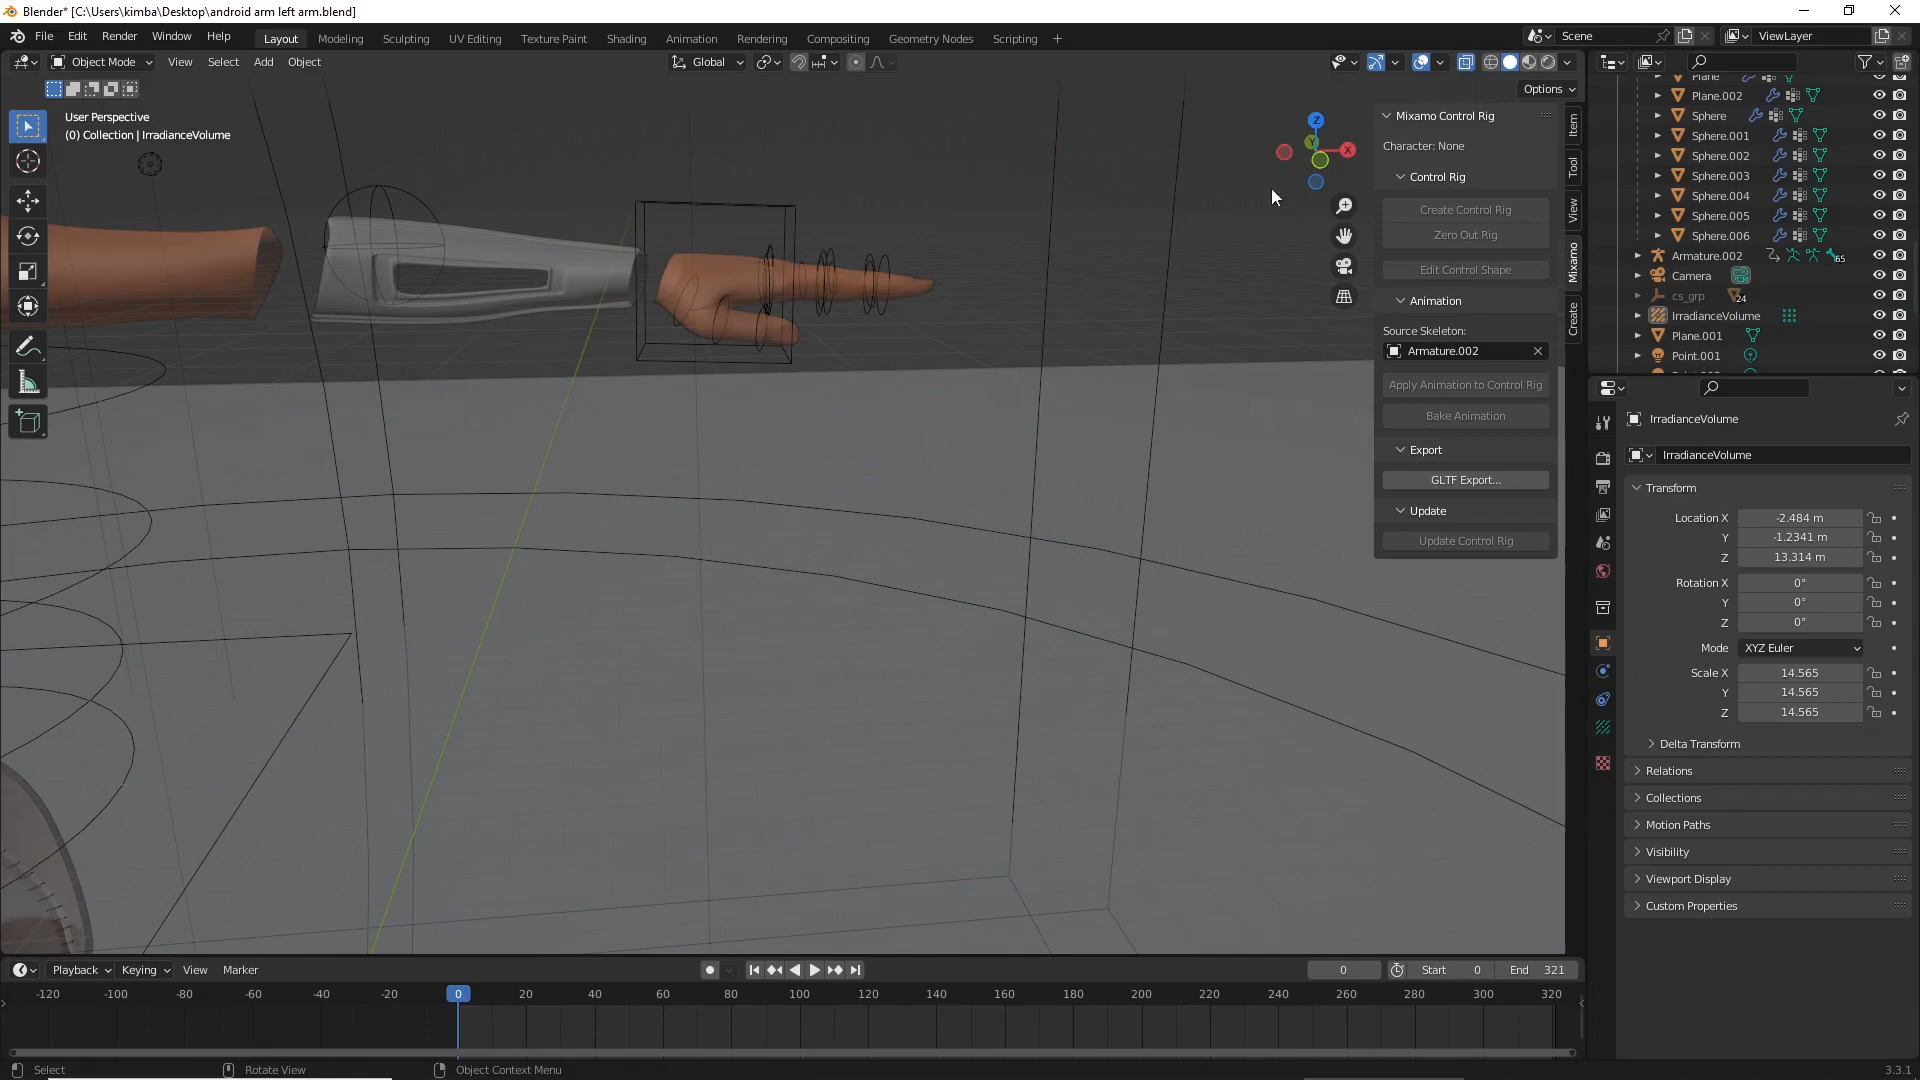 Blender* [C:\Users\kimba\Desktop\android arm left arm.blend]
File Edit Render Window Help Layout Modeling Sculpting UV Editing Texture Paint Shading Animation Rendering Compositing Geometry Nodes Scripting + Scene ViewLayer
Object Mode View Select Add Object Global
Options
User Perspective
(0) Collection | IrradianceVolume
Z
Y
X
Mixamo Control Rig
Character: None
Control Rig
Create Control Rig
Zero Out Rig
Edit Control Shape
Animation
Source Skeleton:
Armature.002
Apply Animation to Control Rig
Bake Animation
Export
GLTF Export...
Update
Update Control Rig
Item
Tool
View
Mixamo
Create
Plane
Plane.002
Sphere
Sphere.001
Sphere.002
Sphere.003
Sphere.004
Sphere.005
Sphere.006
Armature.002 65
Camera
cs_grp 24
IrradianceVolume
Plane.001
Point.001
IrradianceVolume
IrradianceVolume
Transform
Location X -2.484 m
Y -1.2341 m
Z 13.314 m
Rotation X 0°
Y 0°
Z 0°
Mode XYZ Euler
Scale X 14.565
Y 14.565
Z 14.565
Delta Transform
Relations
Collections
Motion Paths
Visibility
Viewport Display
Custom Properties
Playback Keying View Marker 0 Start 0 End 321
-120 -100 -80 -60 -40 -20 0 20 40 60 80 100 120 140 160 180 200 220 240 260 280 300 320
Select Rotate View Object Context Menu 3.3.1